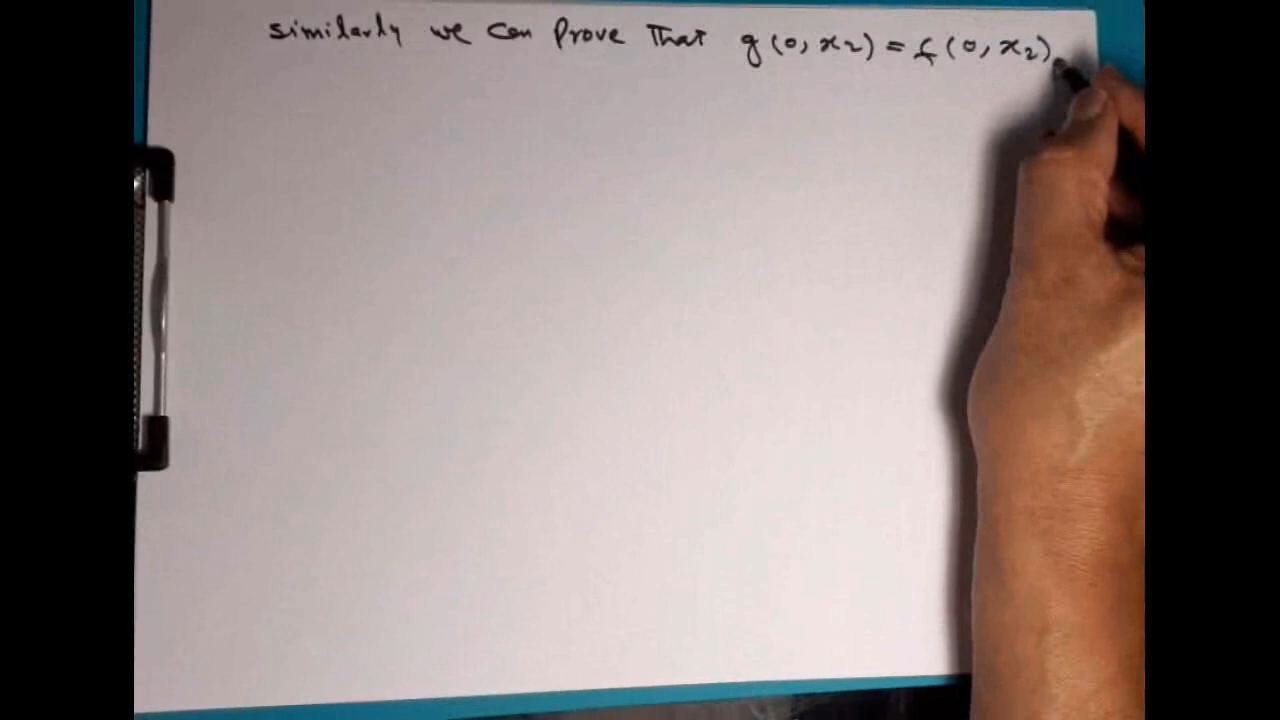 similarly we can prove that g(0, x₂) = f(0, x₂)